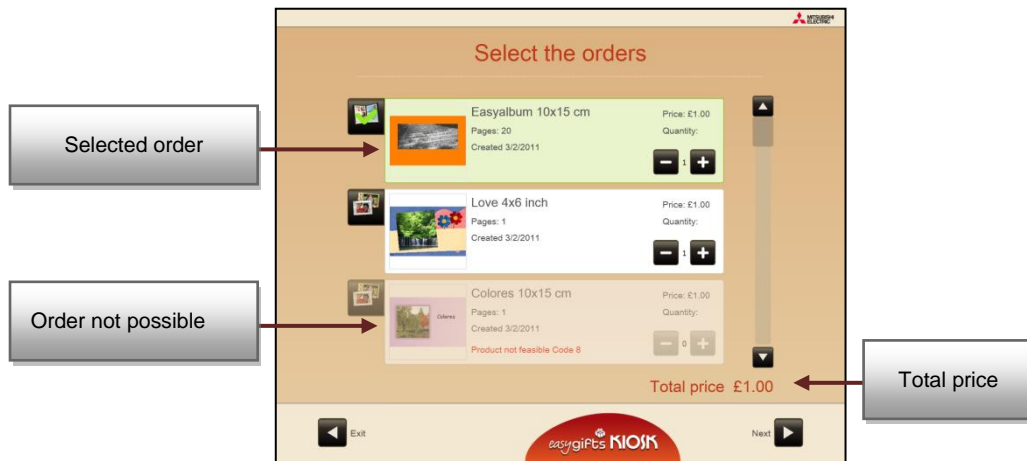 MITSUBISHI
ELECTRIC
Select the orders
Selected order
Easyalbum 10x15 cm
Pages: 20
Created 3/2/2011
Price: £1.00
Quantity:
1
Love 4x6 inch
Pages: 1
Created 3/2/2011
Price: £1.00
Quantity:
1
Order not possible
Colores
Colores 10x15 cm
Pages: 1
Created 3/2/2011
Product not feasible Code 8
Price: £1.00
Quantity:
0
Total price £1.00
Total price
Exit
easygifts KIOSK
Next